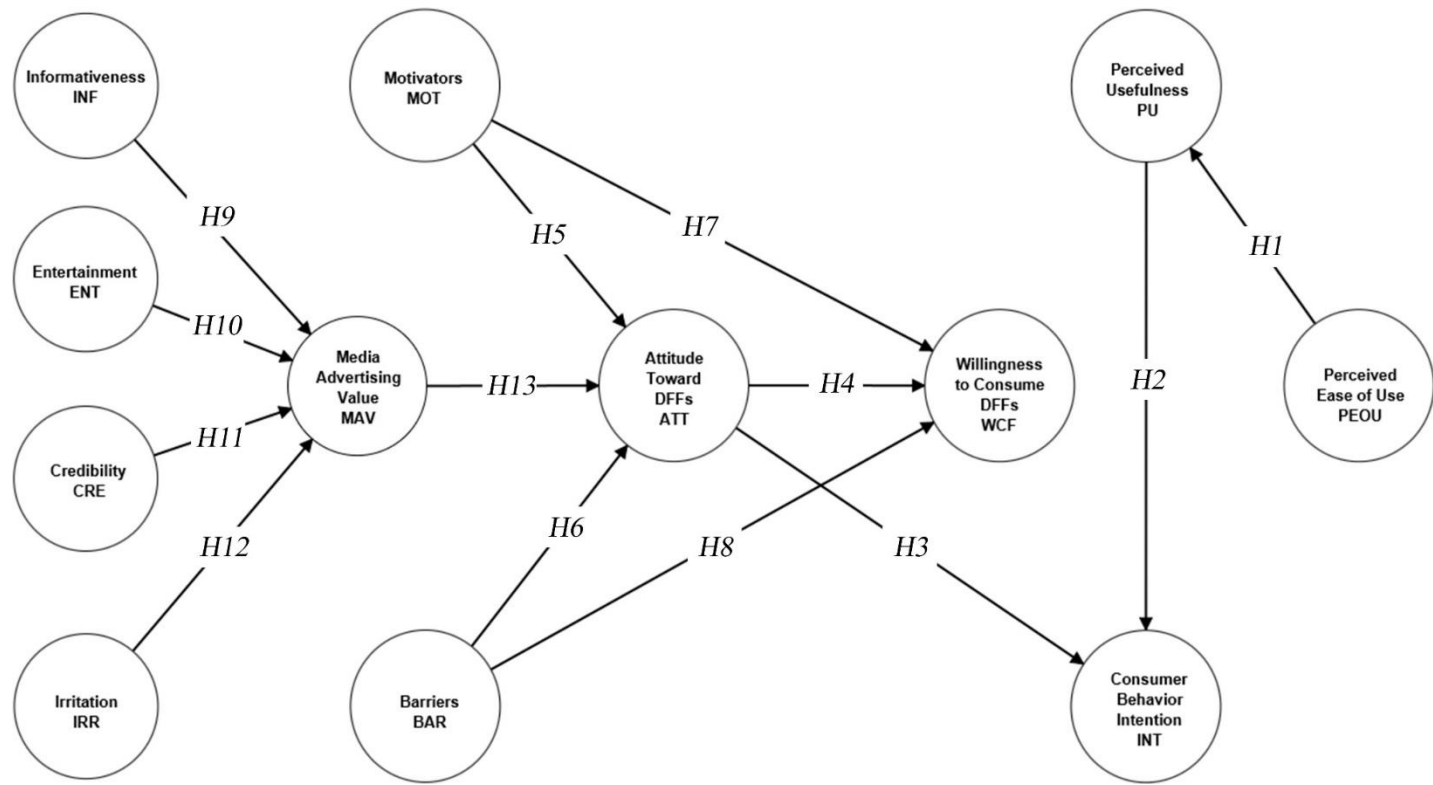 Informativeness
INF
Motivators
MOT
Perceived
Usefulness
PU
H9
H5
H7
H1
Entertainment
ENT
H10
Media
Advertising
Value
MAV
H13
Attitude
Toward
DFFs
ATT
H4
Willingness
to Consume
DFFs
WCF
H2
Perceived
Ease of Use
PEOU
Credibility
CRE
H11
H12
H6
H8
H3
Irritation
IRR
Barriers
BAR
Consumer
Behavior
Intention
INT